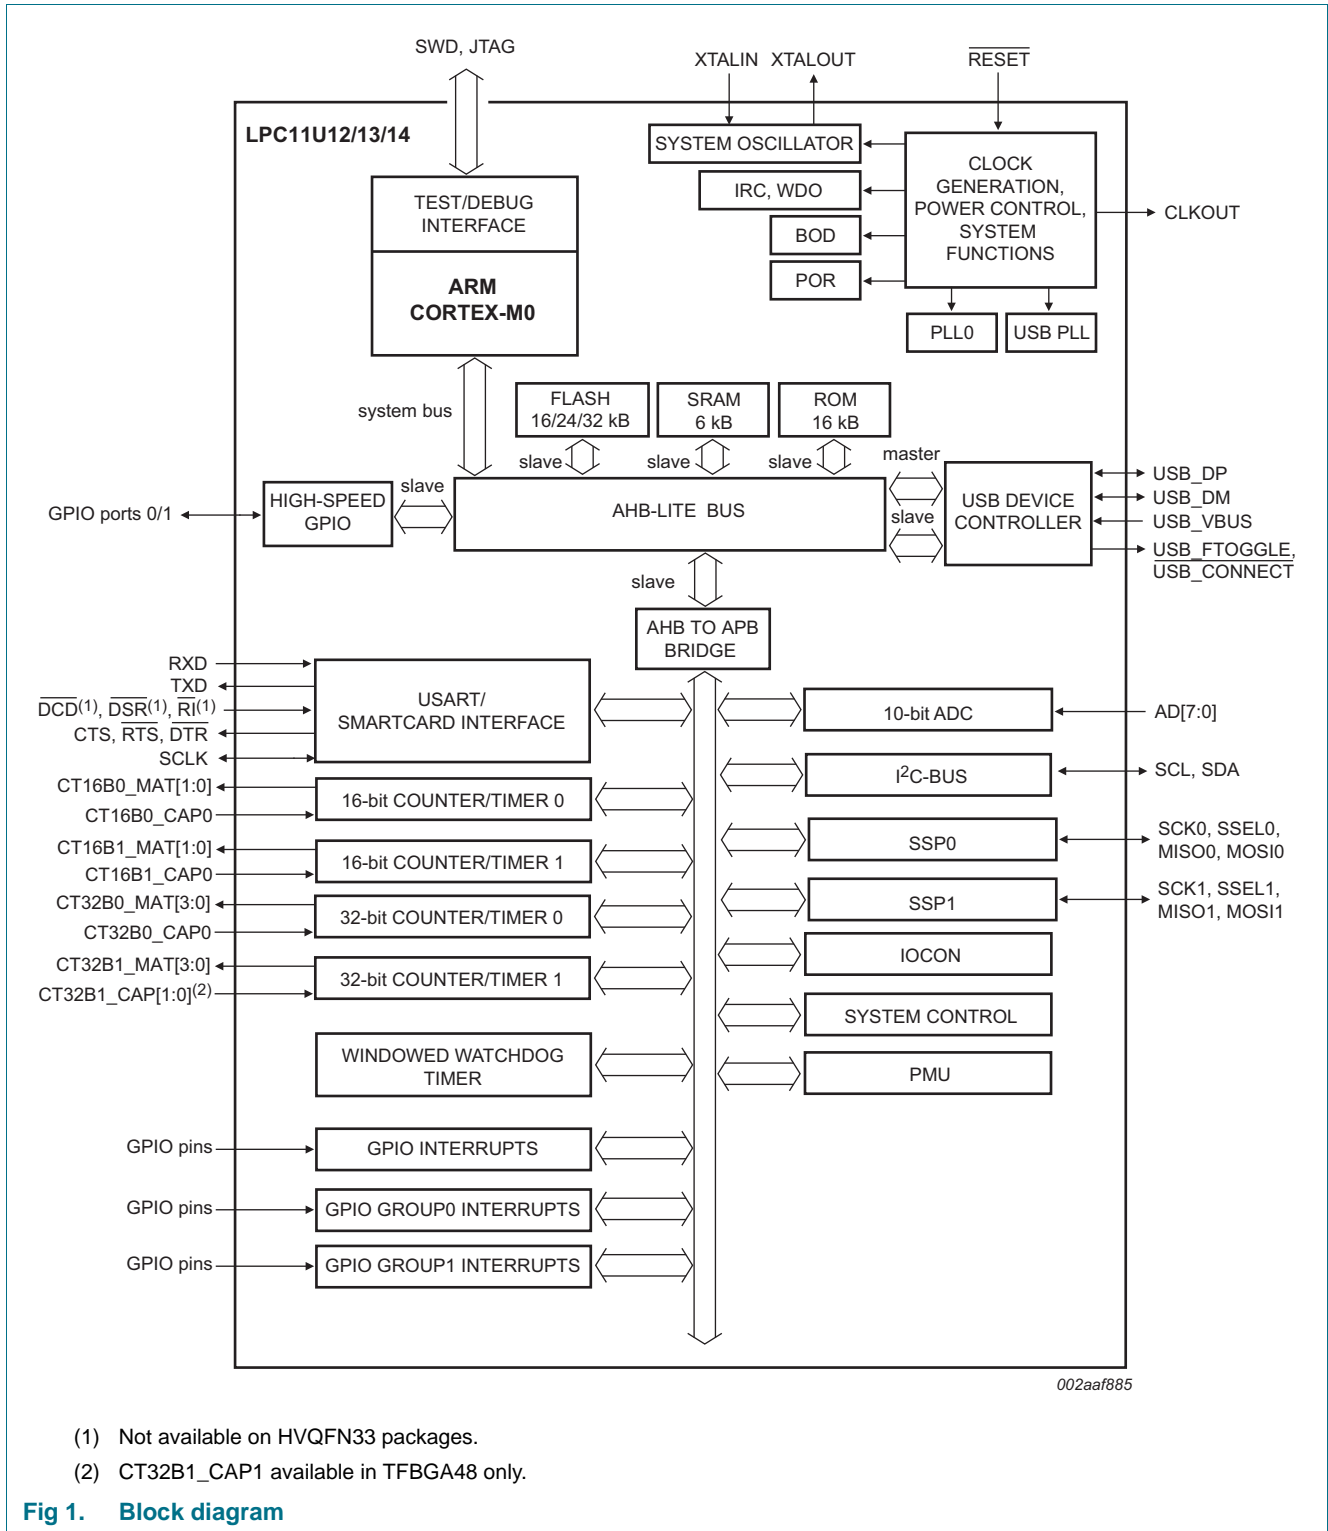 SWD, JTAG
XTALIN XTALOUT
RESET
LPC11U12/13/14
SYSTEM OSCILLATOR
CLOCK
GENERATION,
POWER CONTROL,
SYSTEM
FUNCTIONS
IRC, WDO
CLKOUT
BOD
POR
PLL0
USB PLL
TEST/DEBUG
INTERFACE
ARM
CORTEX-M0
system bus
FLASH
16/24/32 kB
SRAM
6 kB
ROM
16 kB
slave
slave
slave
master
slave
slave
GPIO ports 0/1
HIGH-SPEED
GPIO
AHB-LITE BUS
USB DEVICE
CONTROLLER
USB_DP
USB_DM
USB_VBUS
USB_FTOGGLE,
USB_CONNECT
slave
AHB TO APB
BRIDGE
RXD
TXD
DCD(1), DSR(1), RI(1)
CTS, RTS, DTR
SCLK
USART/
SMARTCARD INTERFACE
10-bit ADC
AD[7:0]
CT16B0_MAT[1:0]
CT16B0_CAP0
16-bit COUNTER/TIMER 0
I2C-BUS
SCL, SDA
CT16B1_MAT[1:0]
CT16B1_CAP0
16-bit COUNTER/TIMER 1
SSP0
SCK0, SSEL0,
MISO0, MOSI0
CT32B0_MAT[3:0]
CT32B0_CAP0
32-bit COUNTER/TIMER 0
SSP1
SCK1, SSEL1,
MISO1, MOSI1
CT32B1_MAT[3:0]
CT32B1_CAP[1:0](2)
32-bit COUNTER/TIMER 1
IOCON
SYSTEM CONTROL
WINDOWED WATCHDOG
TIMER
PMU
GPIO pins
GPIO INTERRUPTS
GPIO pins
GPIO GROUP0 INTERRUPTS
GPIO pins
GPIO GROUP1 INTERRUPTS
002aaf885
(1) Not available on HVQFN33 packages.
(2) CT32B1_CAP1 available in TFBGA48 only.
Fig 1. Block diagram